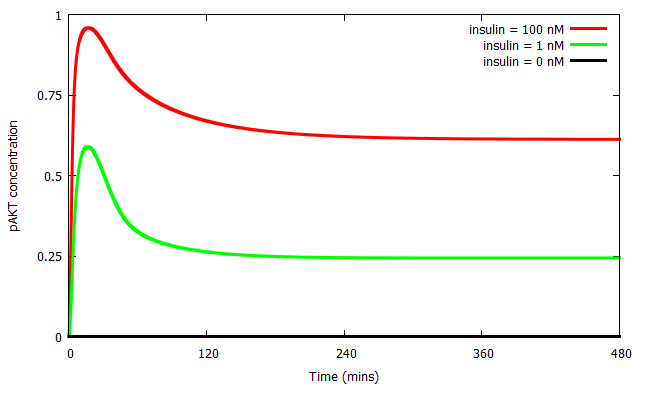 1
insulin = 100 nM
insulin = 1 nM
insulin = 0 nM
0.75
0.5
0.25
0
pAKT concentration
0 120 240 360 480
Time (mins)